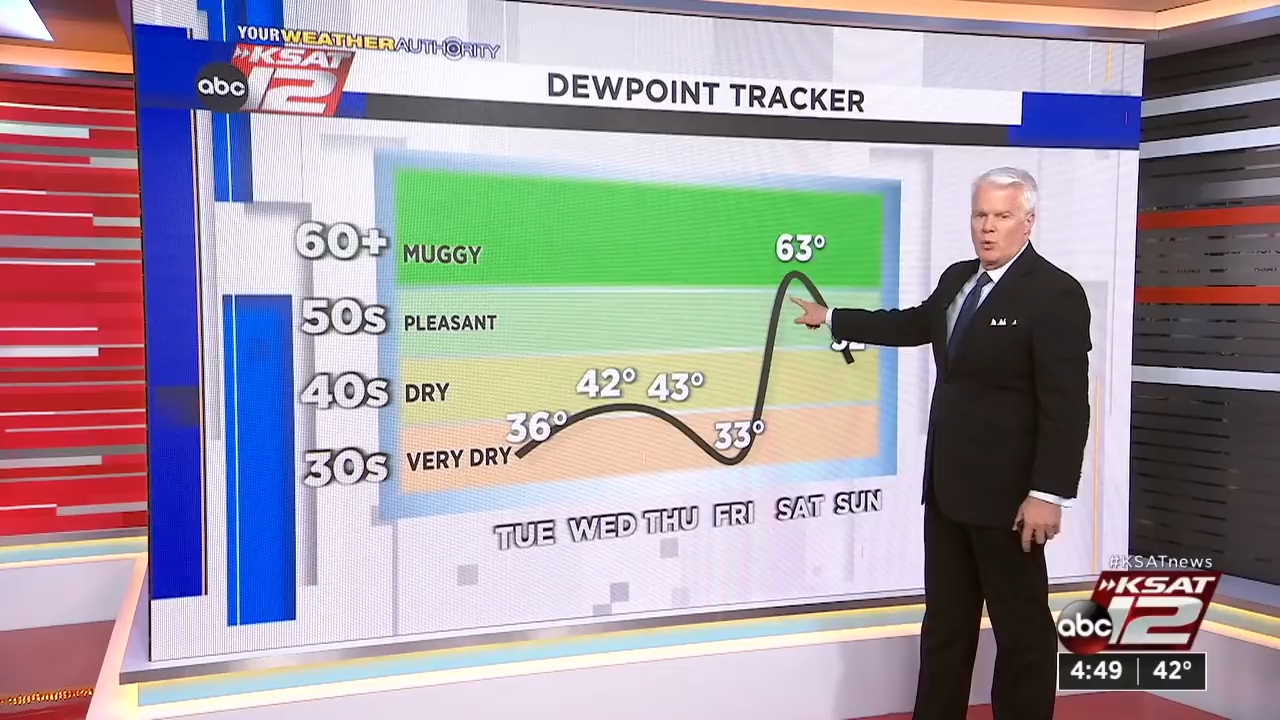 YOUR WEATHER AUTHORITY
KSAT
abc 12
DEWPOINT TRACKER
60+ MUGGY
50s PLEASANT
40s DRY
30s VERY DRY
36° 42° 43° 33° 63°
TUE WED THU FRI SAT SUN
#KSATnews
KSAT
abc 12
4:49 42°